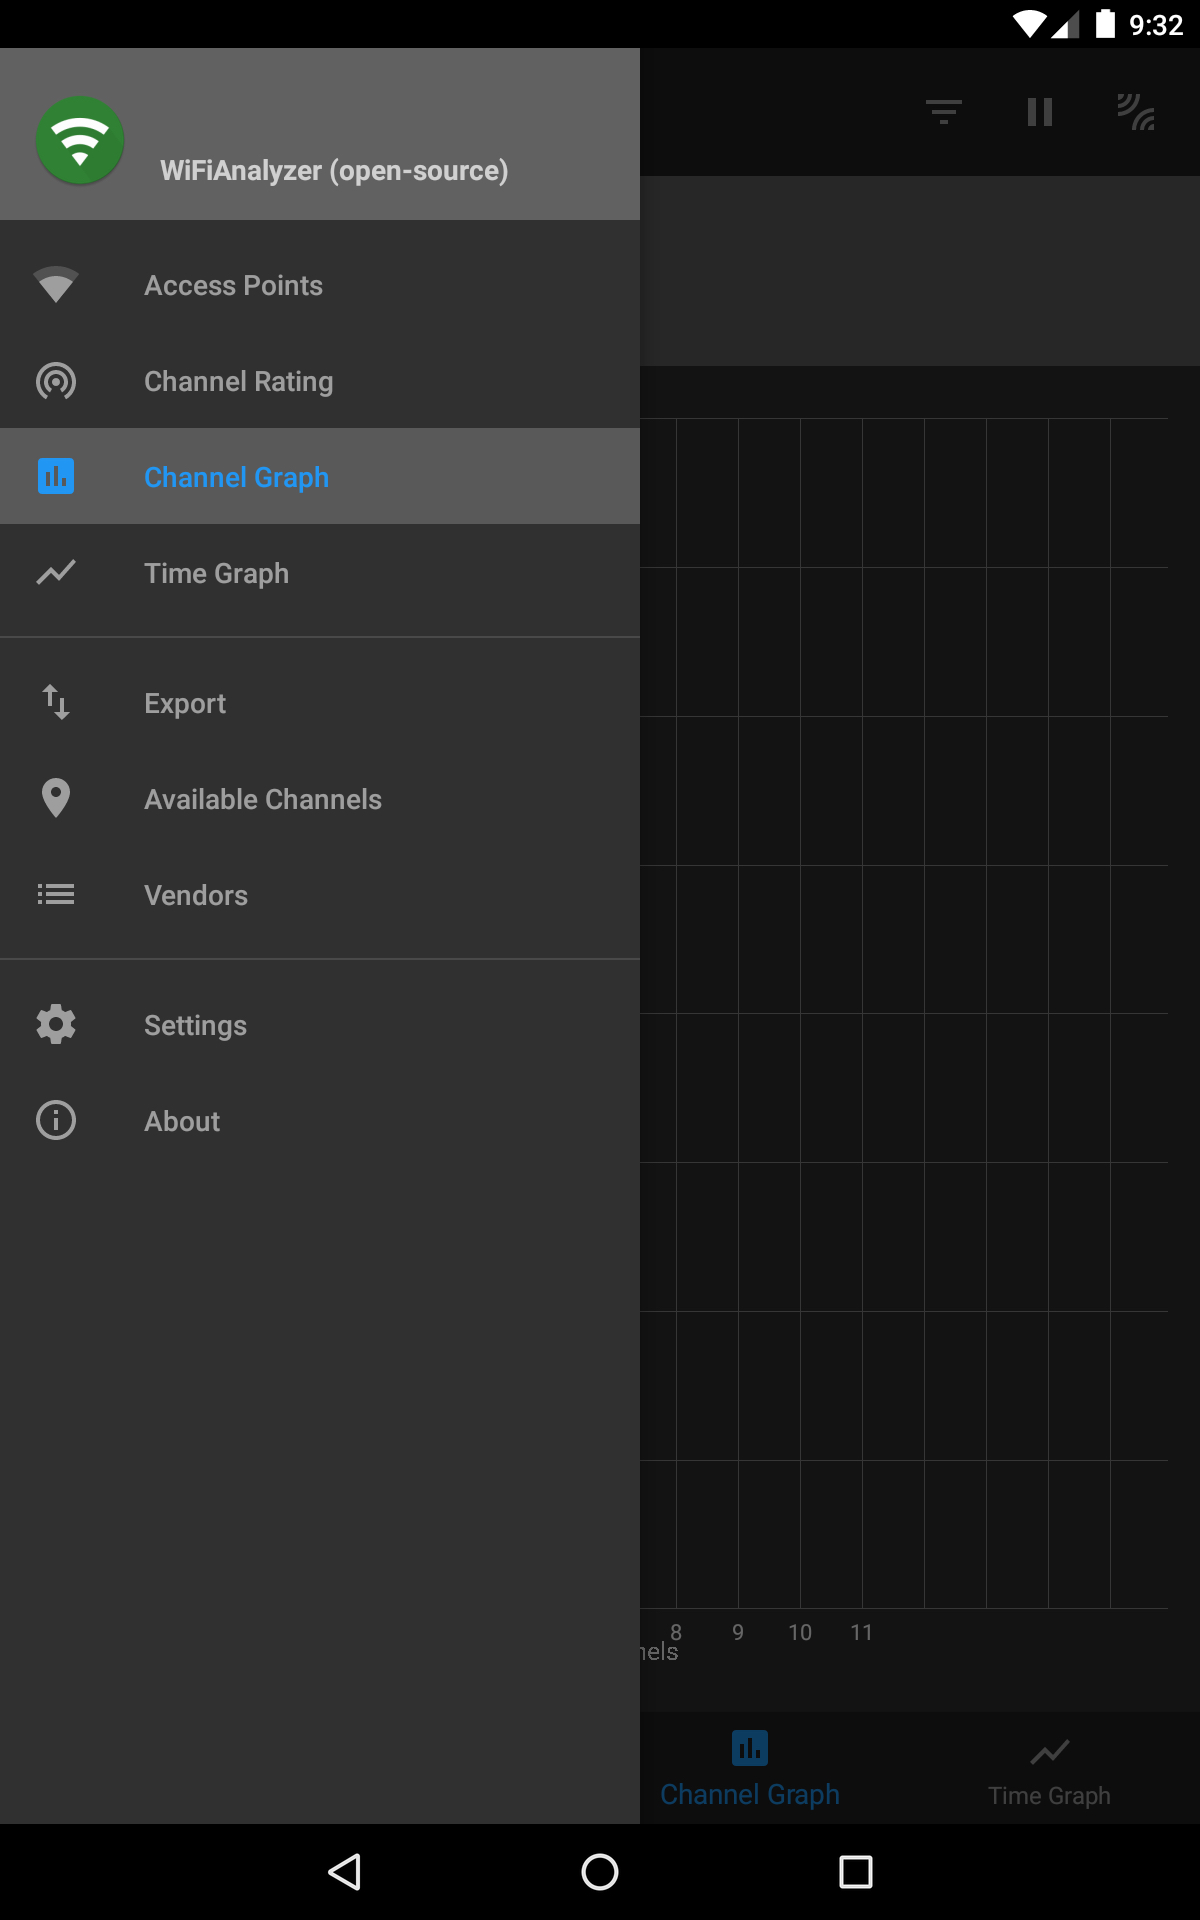 9:32
WiFiAnalyzer (open-source)
Access Points
Channel Rating
Channel Graph
Time Graph
Export
Available Channels
Vendors
Settings
About
8 9 10 11
nels
Channel Graph
Time Graph